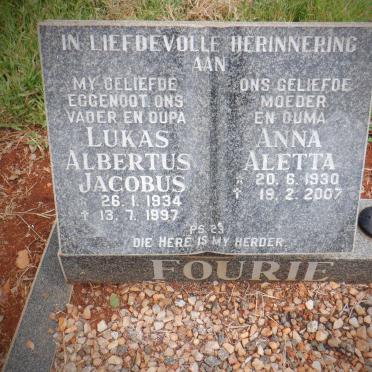 IN LIEFDEVOLLE HERINNERING
AAN
MY GELIEFDE
EGGENOOT ONS
VADER EN OUPA
LUKAS
ALBERTUS
JACOBUS
* 26.1.1934
† 13.7.1997
ONS GELIEFDE
MOEDER
EN OUMA
ANNA
ALETTA
* 20.6.1930
† 19.2.2007
PS. 23
DIE HERE IS MY HERDER
FOURIE